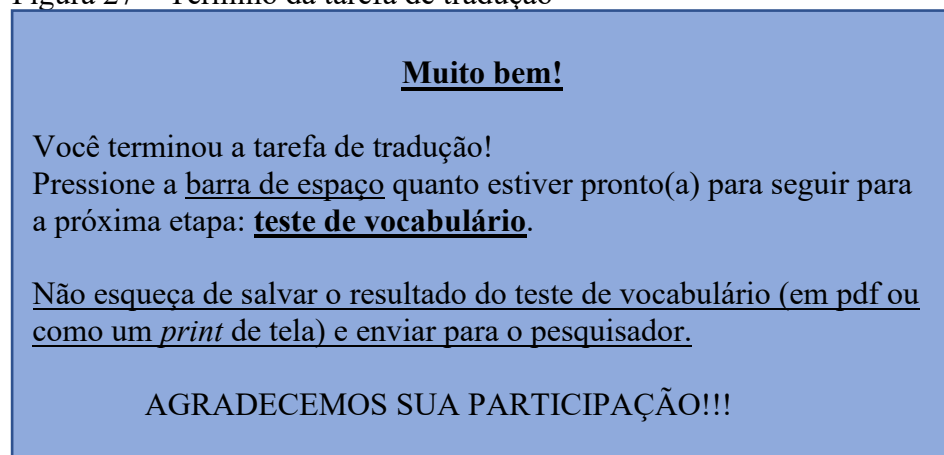 Figura 27 – Término da tarefa de tradução
Muito bem!
Você terminou a tarefa de tradução!
Pressione a barra de espaço quanto estiver pronto(a) para seguir para
a próxima etapa: teste de vocabulário.
Não esqueça de salvar o resultado do teste de vocabulário (em pdf ou
como um print de tela) e enviar para o pesquisador.
AGRADECEMOS SUA PARTICIPAÇÃO!!!